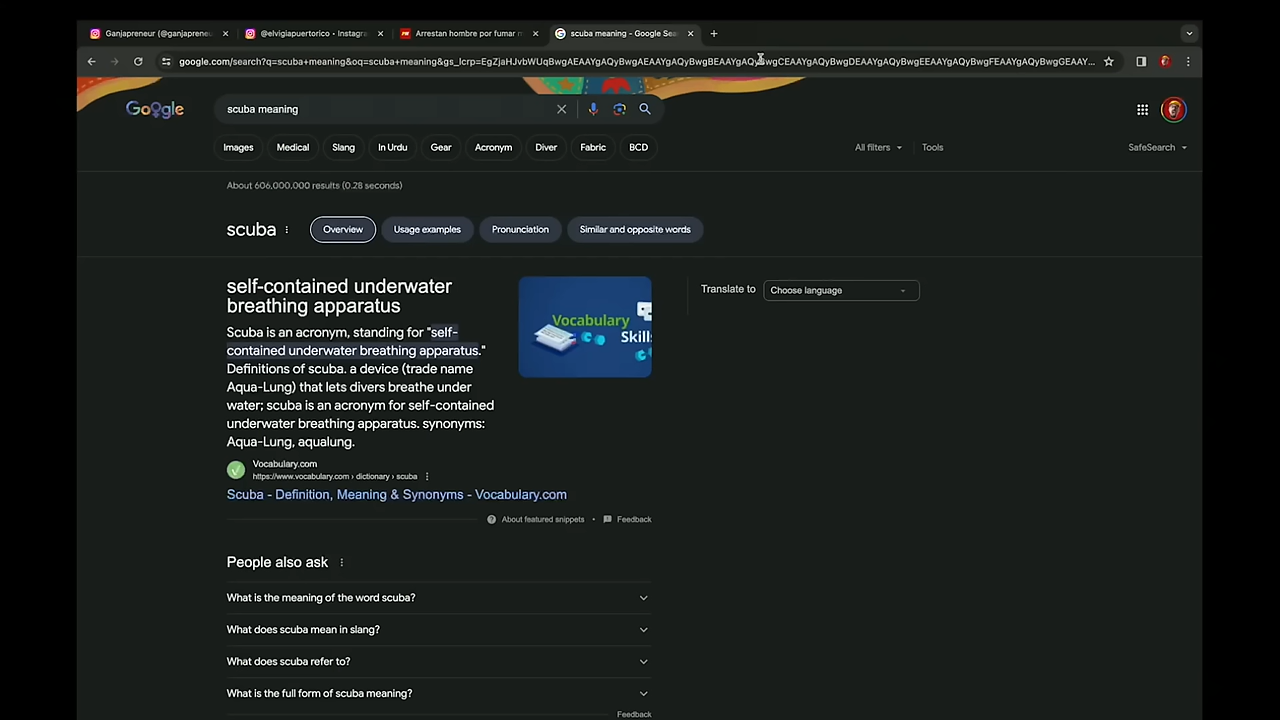 Ganjapreneur (@ganjapreneu
@elvigiapuertorico • Instagra
Arrestan hombre por fumar m
scuba meaning - Google Sea
google.com/search?q=scuba+meaning&oq=scuba+meaning&gs_lcrp=EgZjaHJvbWUqBwgAEAAYgAQyBwgAEAAYgAQyBwgBEAAYgAQyBwgCEAAYgAQyBwgDEAAYgAQyBwgEEAAYgAQyBwgFEAAYgAQyBwgGEAAY...
Google
scuba meaning
Images
Medical
Slang
In Urdu
Gear
Acronym
Diver
Fabric
BCD
All filters
Tools
SafeSearch
About 606,000,000 results (0.28 seconds)
scuba
Overview
Usage examples
Pronunciation
Similar and opposite words
self-contained underwater
breathing apparatus
Scuba is an acronym, standing for "self-
contained underwater breathing apparatus."
Definitions of scuba. a device (trade name
Aqua-Lung) that lets divers breathe under
water; scuba is an acronym for self-contained
underwater breathing apparatus. synonyms:
Aqua-Lung, aqualung.
Vocabulary
Skills
Translate to
Choose language
Vocabulary.com
https://www.vocabulary.com › dictionary › scuba
Scuba - Definition, Meaning & Synonyms - Vocabulary.com
About featured snippets
•
Feedback
People also ask
What is the meaning of the word scuba?
What does scuba mean in slang?
What does scuba refer to?
What is the full form of scuba meaning?
Feedback